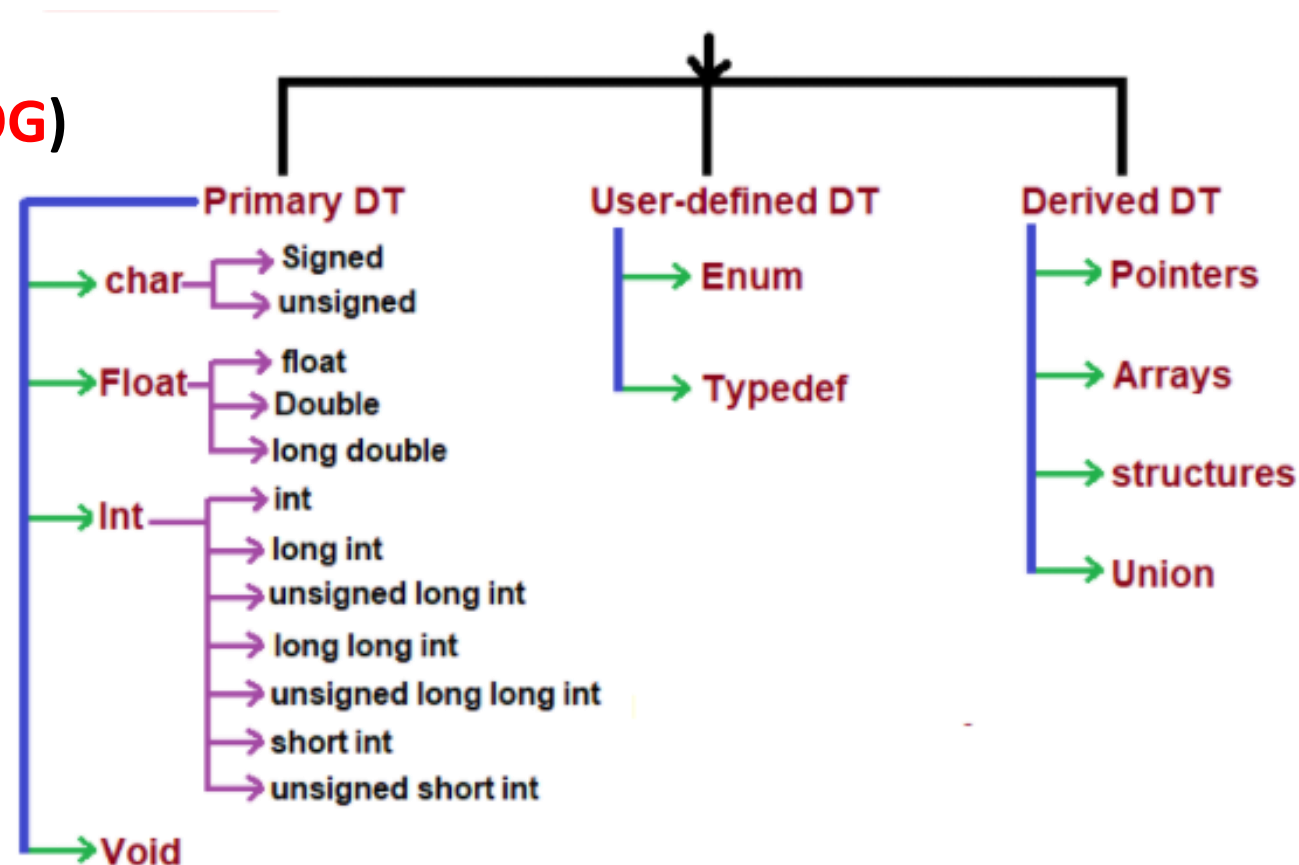 OG)
Primary DT
char
Signed
unsigned
Float
float
Double
long double
Int
int
long int
unsigned long int
long long int
unsigned long long int
short int
unsigned short int
Void
User-defined DT
Enum
Typedef
Derived DT
Pointers
Arrays
structures
Union